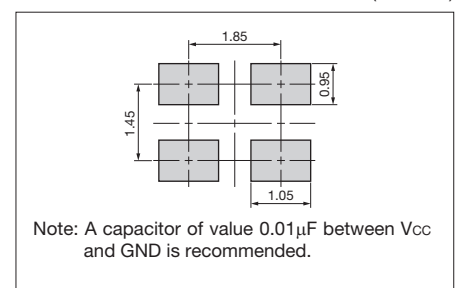 1.85
0.95
1.45
1.05
Note: A capacitor of value 0.01μF between Vcc
and GND is recommended.